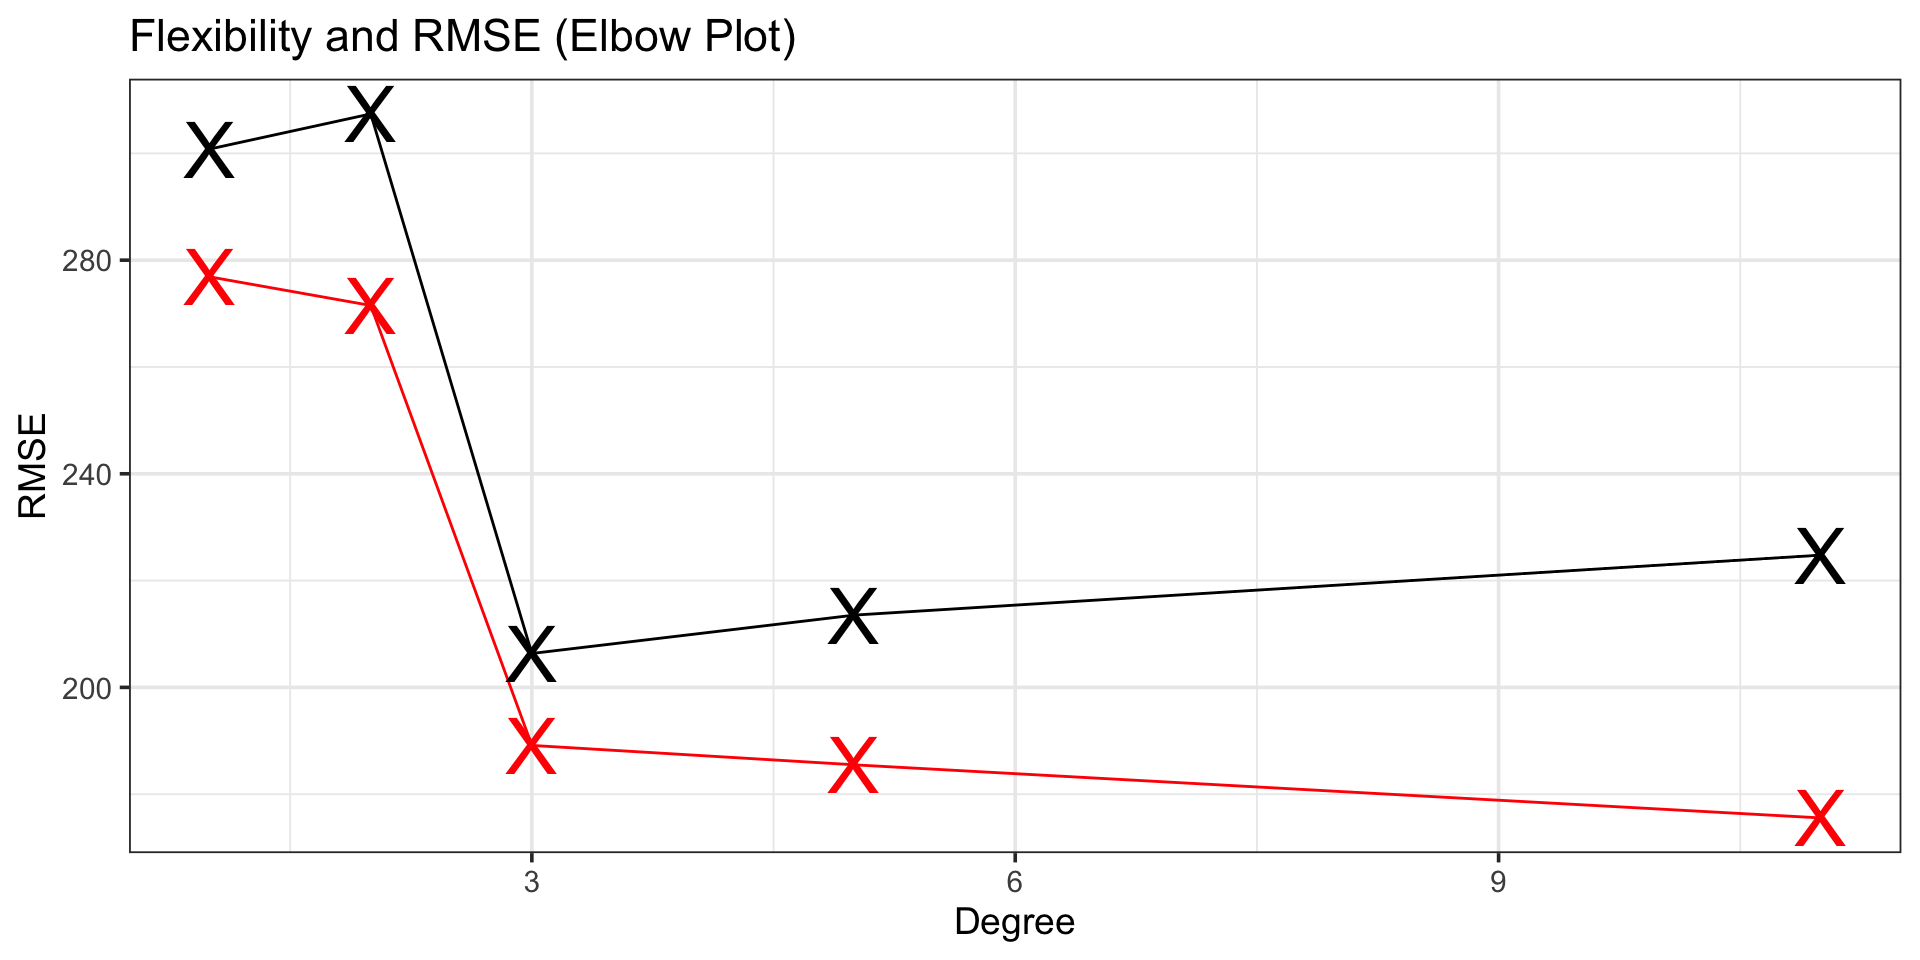 Flexibility and RMSE (Elbow Plot)
X
X
X
X
X
X
X
X
X
X
280
240
200
RMSE
3
6
9
Degree